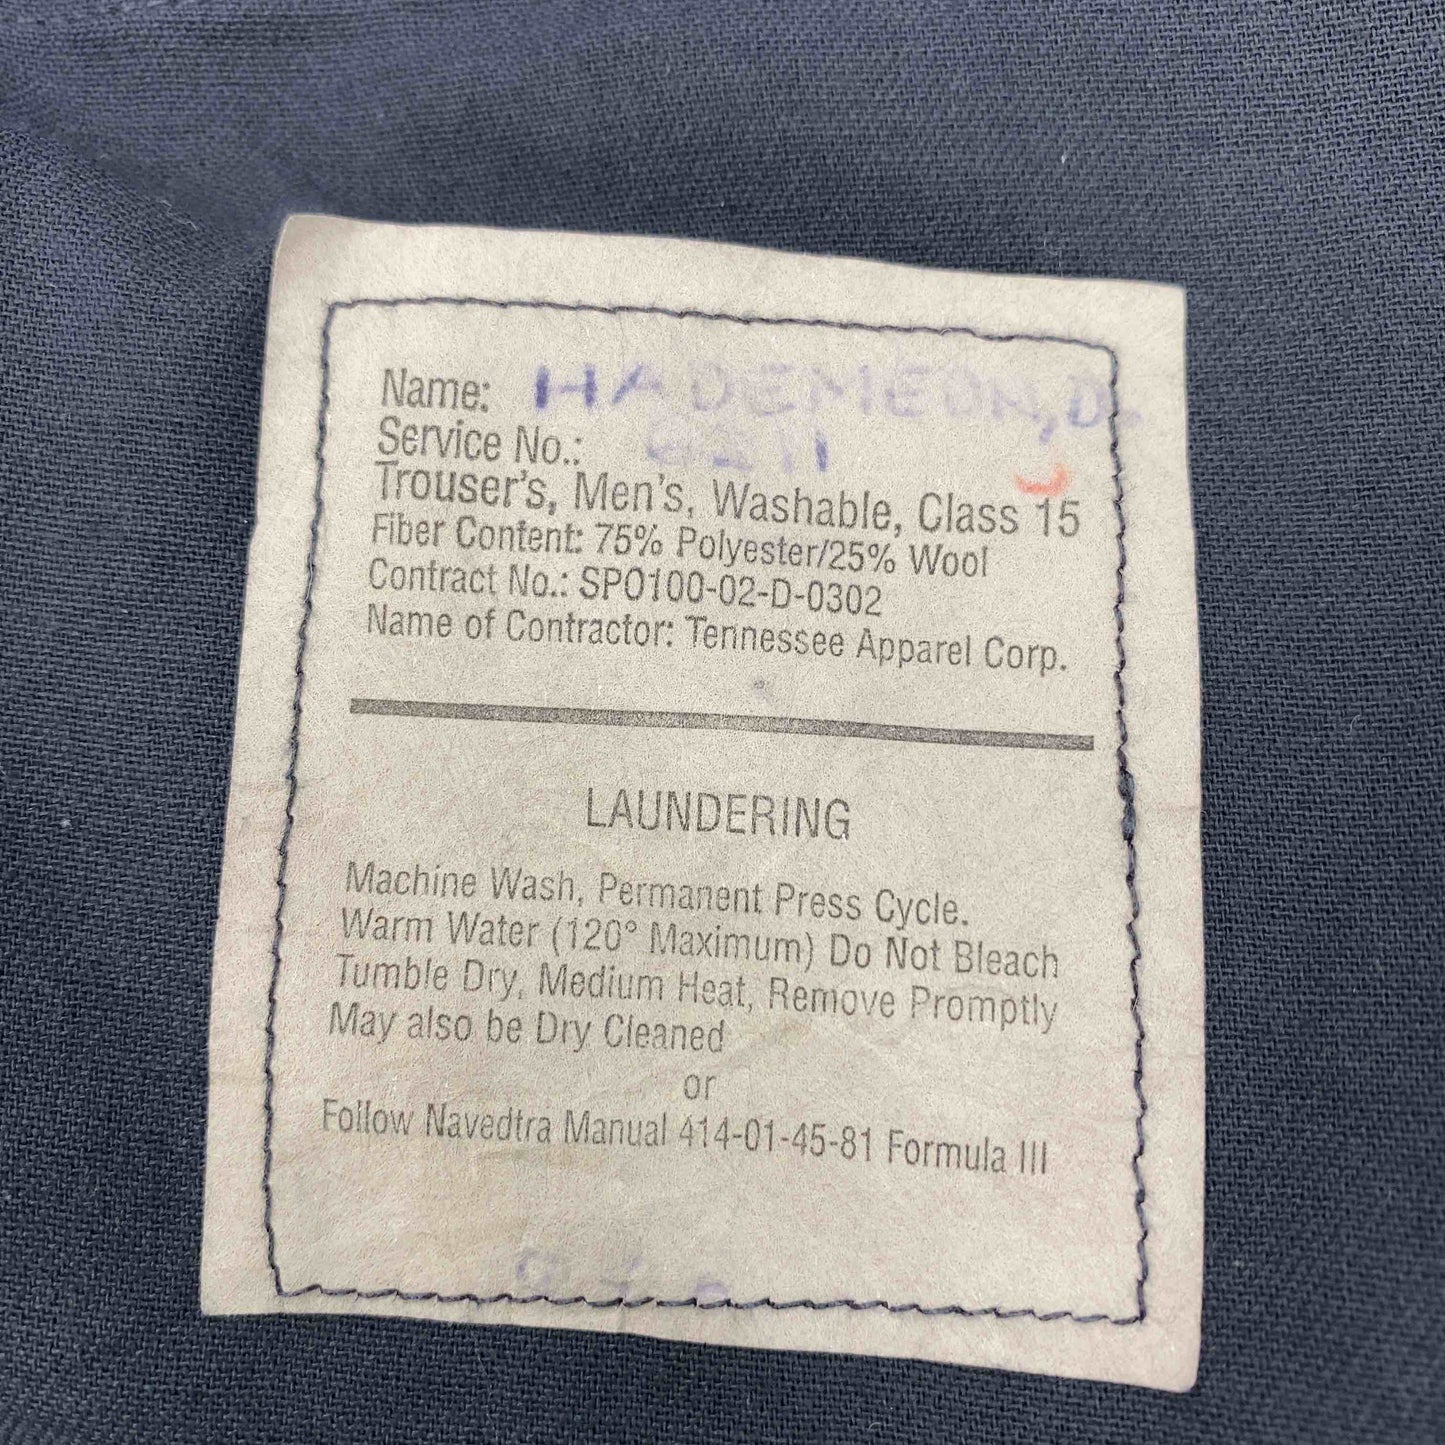 Name: HADEMEON, D.
Service No.: 0211
Trouser's, Men's, Washable, Class 15
Fiber Content: 75% Polyester/25% Wool
Contract No.: SPO100-02-D-0302
Name of Contractor: Tennessee Apparel Corp.
LAUNDERING
Machine Wash, Permanent Press Cycle.
Warm Water (120° Maximum) Do Not Bleach
Tumble Dry, Medium Heat, Remove Promptly
May also be Dry Cleaned
or
Follow Navedtra Manual 414-01-45-81 Formula III